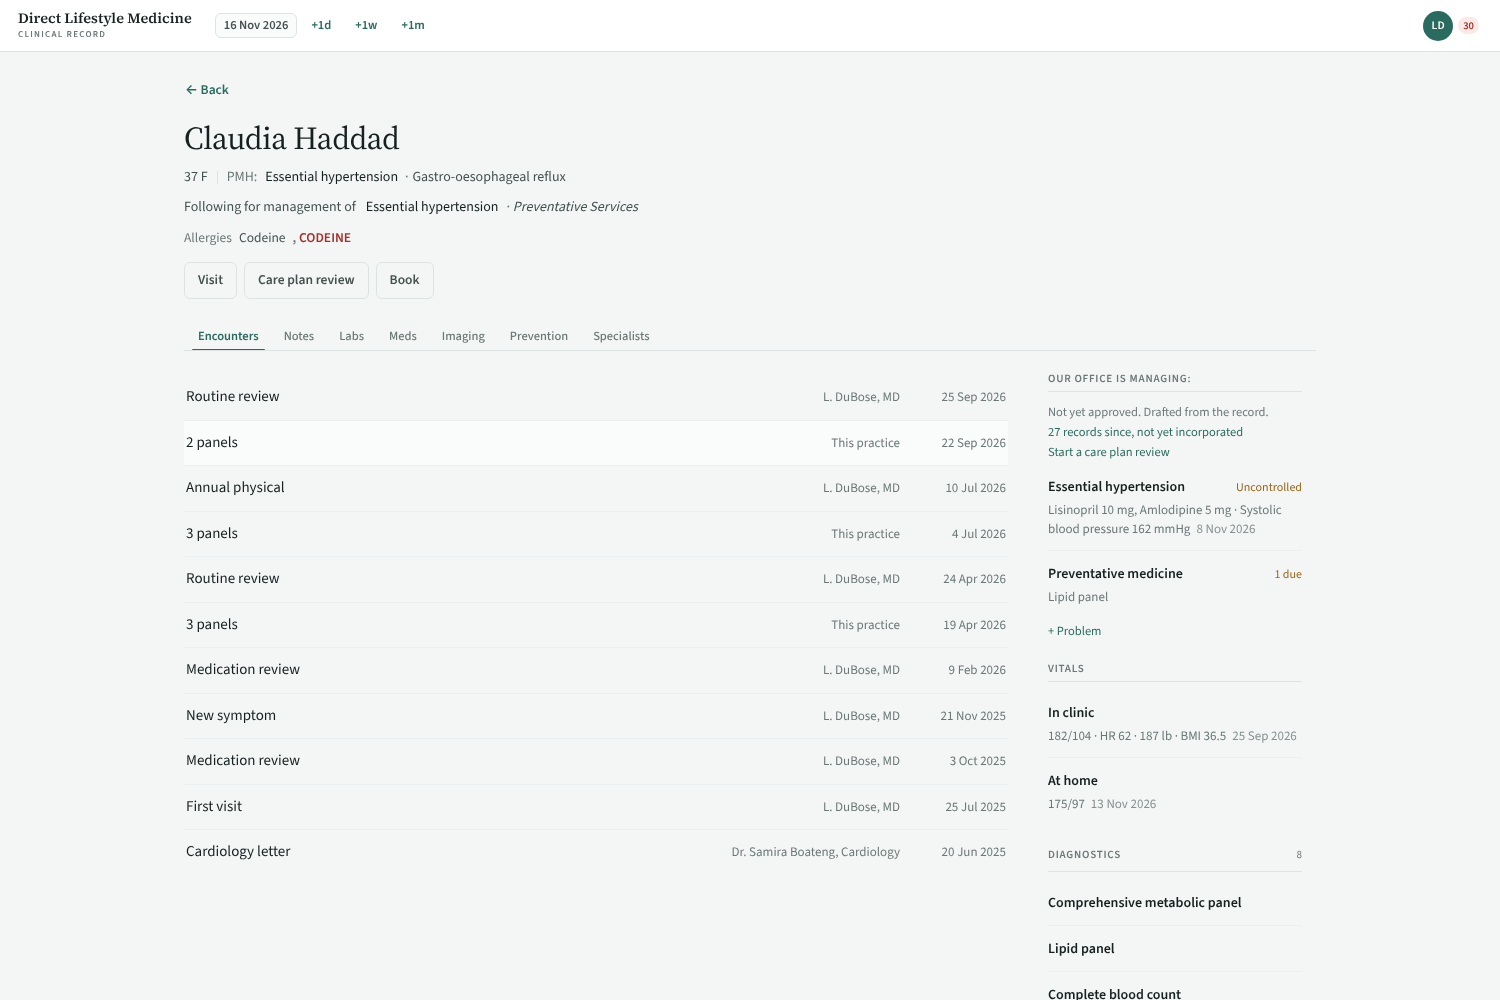 Direct Lifestyle Medicine
CLINICAL RECORD
16 Nov 2026 +1d +1w +1m
LD 30
← Back
Claudia Haddad
37 F PMH: Essential hypertension · Gastro-oesophageal reflux
Following for management of Essential hypertension · Preventative Services
Allergies Codeine , CODEINE
Visit Care plan review Book
Encounters Notes Labs Meds Imaging Prevention Specialists
Routine review L. DuBose, MD 25 Sep 2026
2 panels This practice 22 Sep 2026
Annual physical L. DuBose, MD 10 Jul 2026
3 panels This practice 4 Jul 2026
Routine review L. DuBose, MD 24 Apr 2026
3 panels This practice 19 Apr 2026
Medication review L. DuBose, MD 9 Feb 2026
New symptom L. DuBose, MD 21 Nov 2025
Medication review L. DuBose, MD 3 Oct 2025
First visit L. DuBose, MD 25 Jul 2025
Cardiology letter Dr. Samira Boateng, Cardiology 20 Jun 2025
OUR OFFICE IS MANAGING:
Not yet approved. Drafted from the record.
27 records since, not yet incorporated
Start a care plan review
Essential hypertension Uncontrolled
Lisinopril 10 mg, Amlodipine 5 mg · Systolic
blood pressure 162 mmHg 8 Nov 2026
Preventative medicine 1 due
Lipid panel
+ Problem
VITALS
In clinic
182/104 · HR 62 · 187 lb · BMI 36.5 25 Sep 2026
At home
175/97 13 Nov 2026
DIAGNOSTICS 8
Comprehensive metabolic panel
Lipid panel
Complete blood count